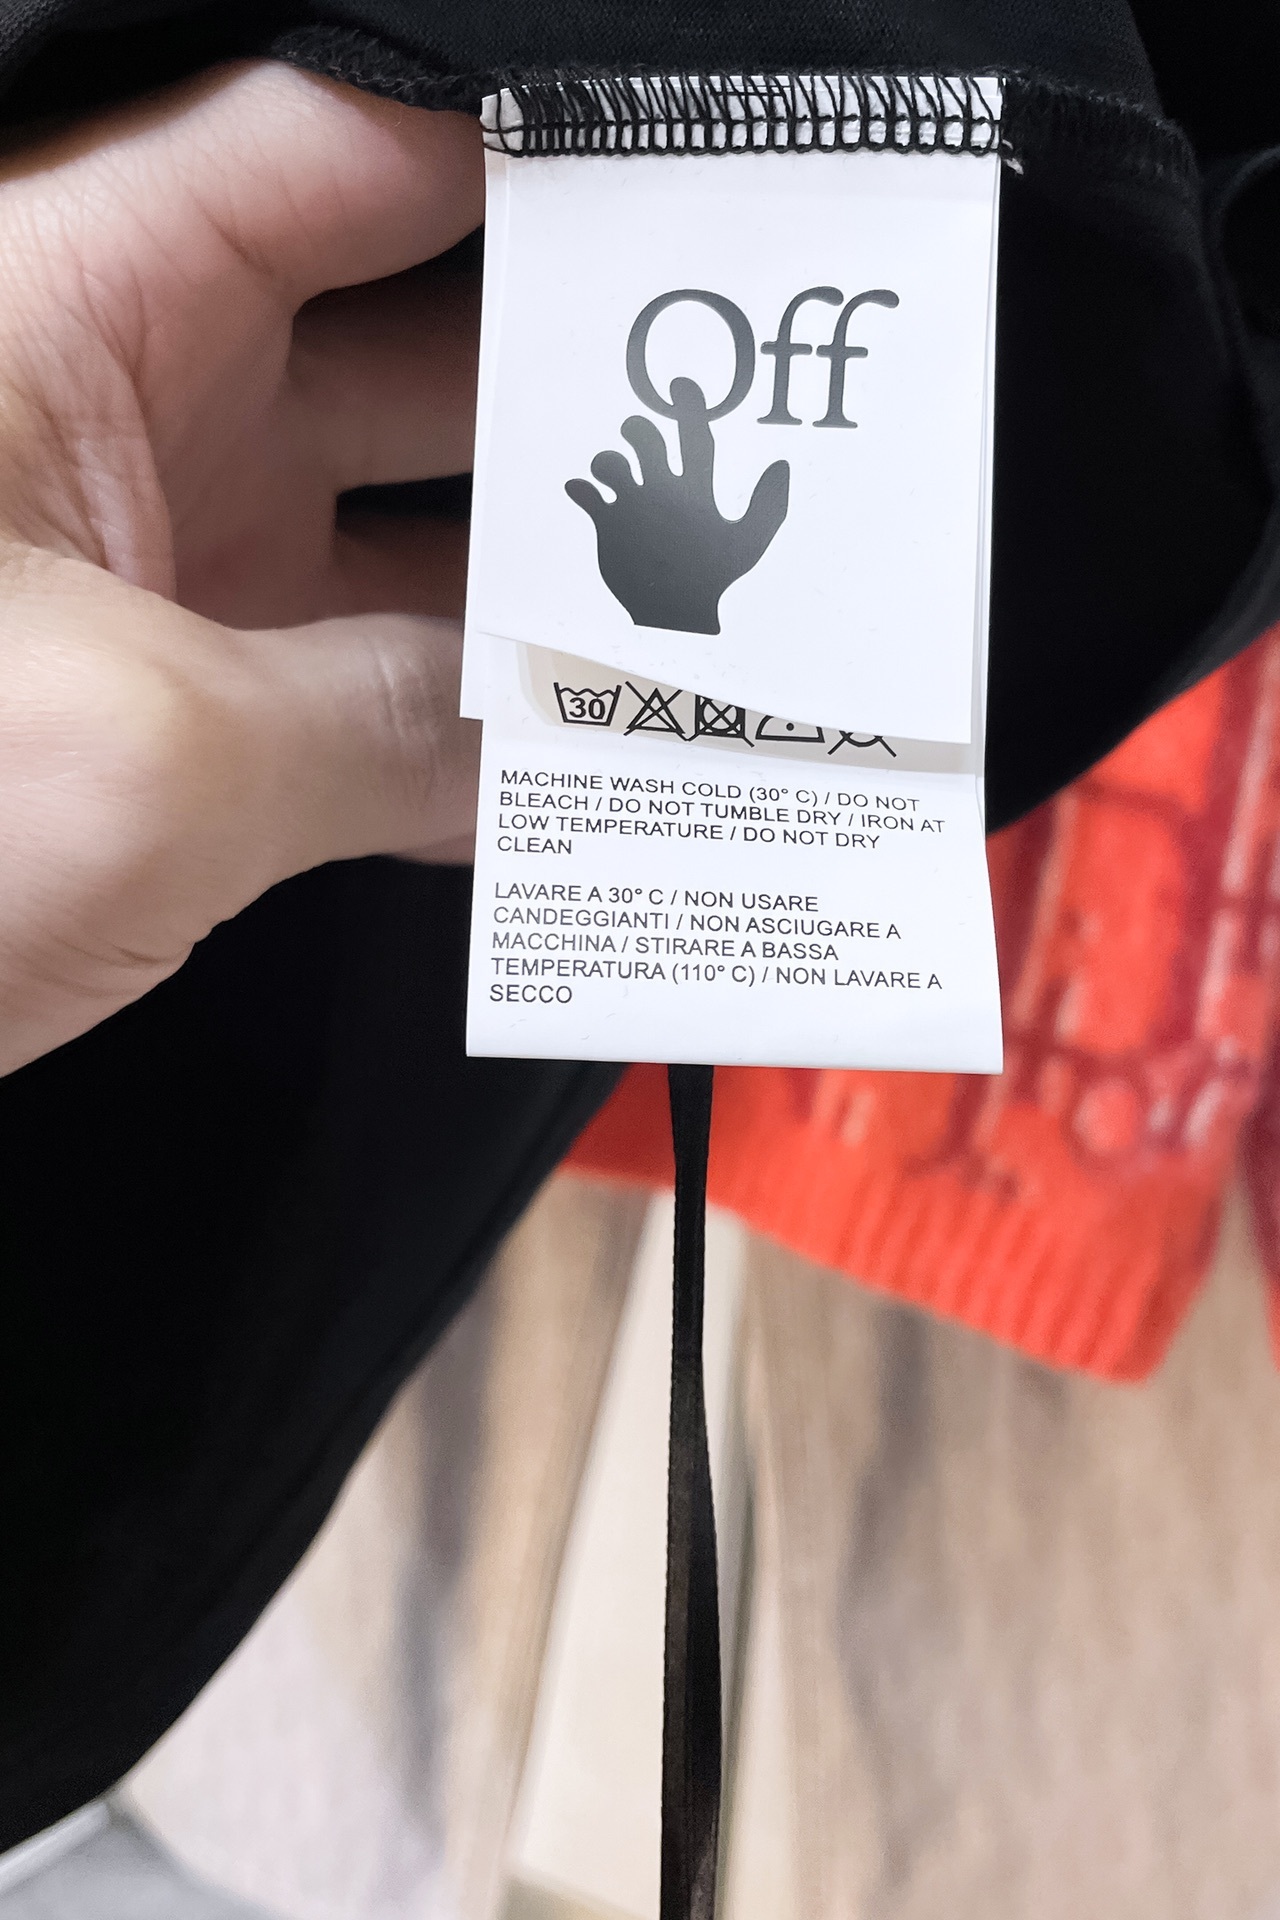 Off
30
MACHINE WASH COLD (30° C) / DO NOT
BLEACH / DO NOT TUMBLE DRY / IRON AT
LOW TEMPERATURE / DO NOT DRY
CLEAN
LAVARE A 30° C / NON USARE
CANDEGGIANTI / NON ASCIUGARE A
MACCHINA / STIRARE A BASSA
TEMPERATURA (110° C) / NON LAVARE A
SECCO